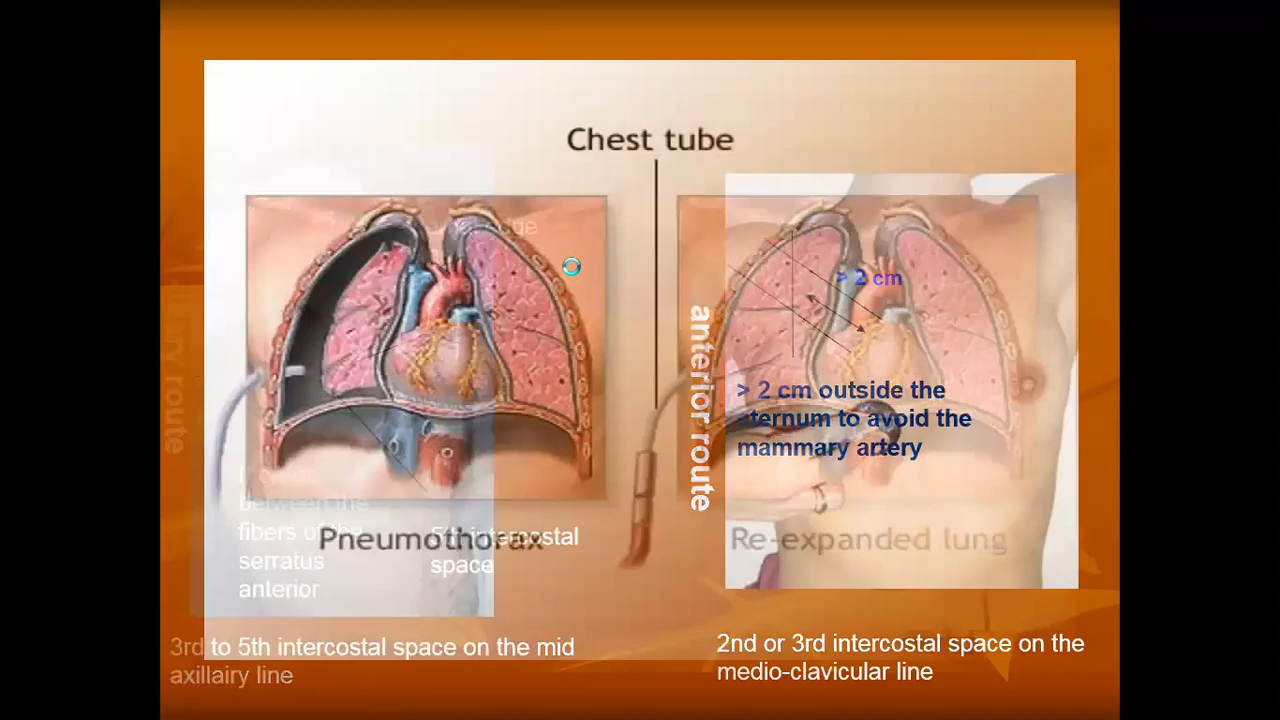 Chest tube
> 2 cm
anterior route
> 2 cm outside the
sternum to avoid the
mammary artery
between the
fibers of the
serratus
anterior
5th intercostal
space
Pneumothorax
Re-expanded lung
3rd to 5th intercostal space on the mid
axillairy line
2nd or 3rd intercostal space on the
medio-clavicular line